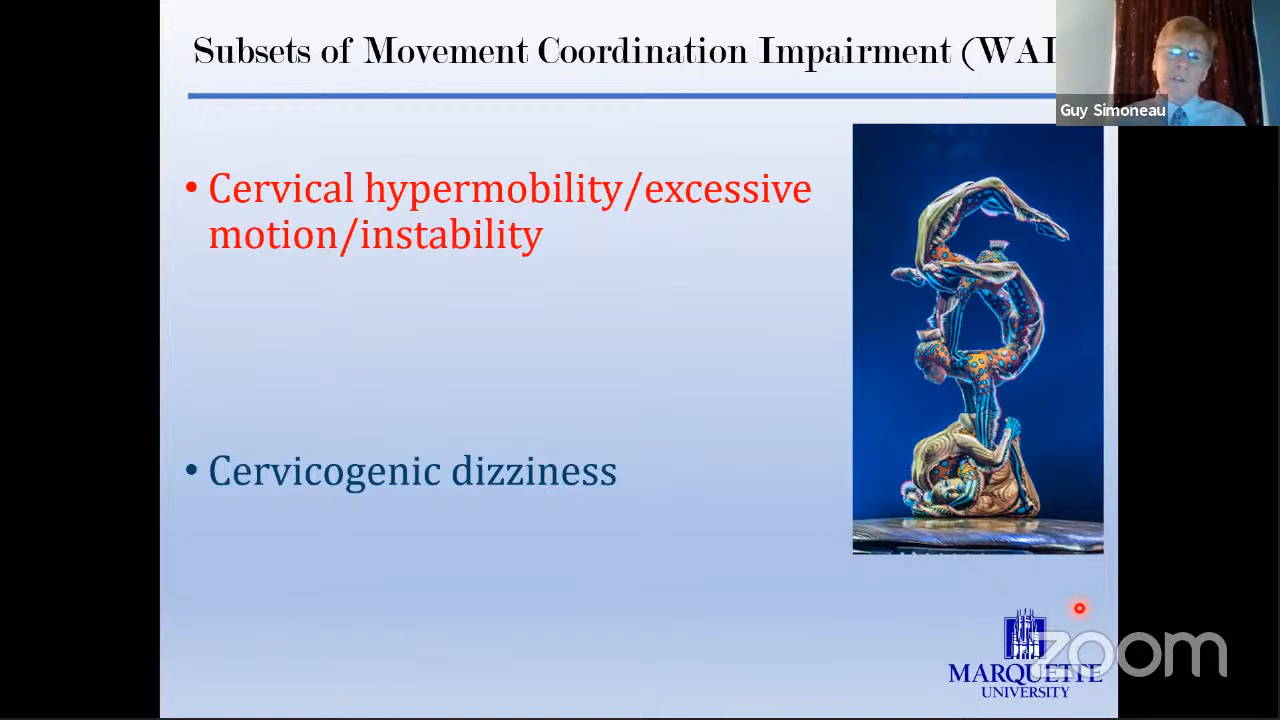 Subsets of Movement Coordination Impairment (WAI
Guy Simoneau
• Cervical hypermobility/excessive
motion/instability
• Cervicogenic dizziness
zoom
MARQUETTE
UNIVERSITY